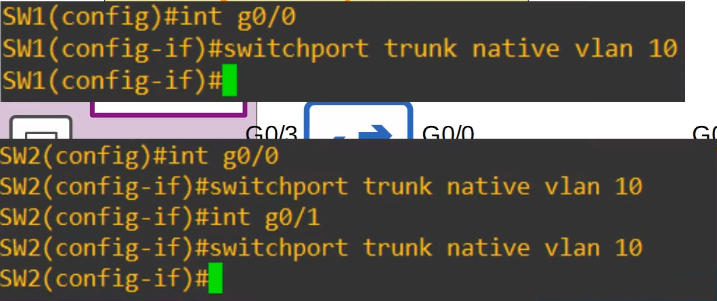 SW1(config)#int g0/0
SW1(config-if)#switchport trunk native vlan 10
SW1(config-if)#
G0/3 G0/0
SW2(config)#int g0/0
SW2(config-if)#switchport trunk native vlan 10
SW2(config-if)#int g0/1
SW2(config-if)#switchport trunk native vlan 10
SW2(config-if)#